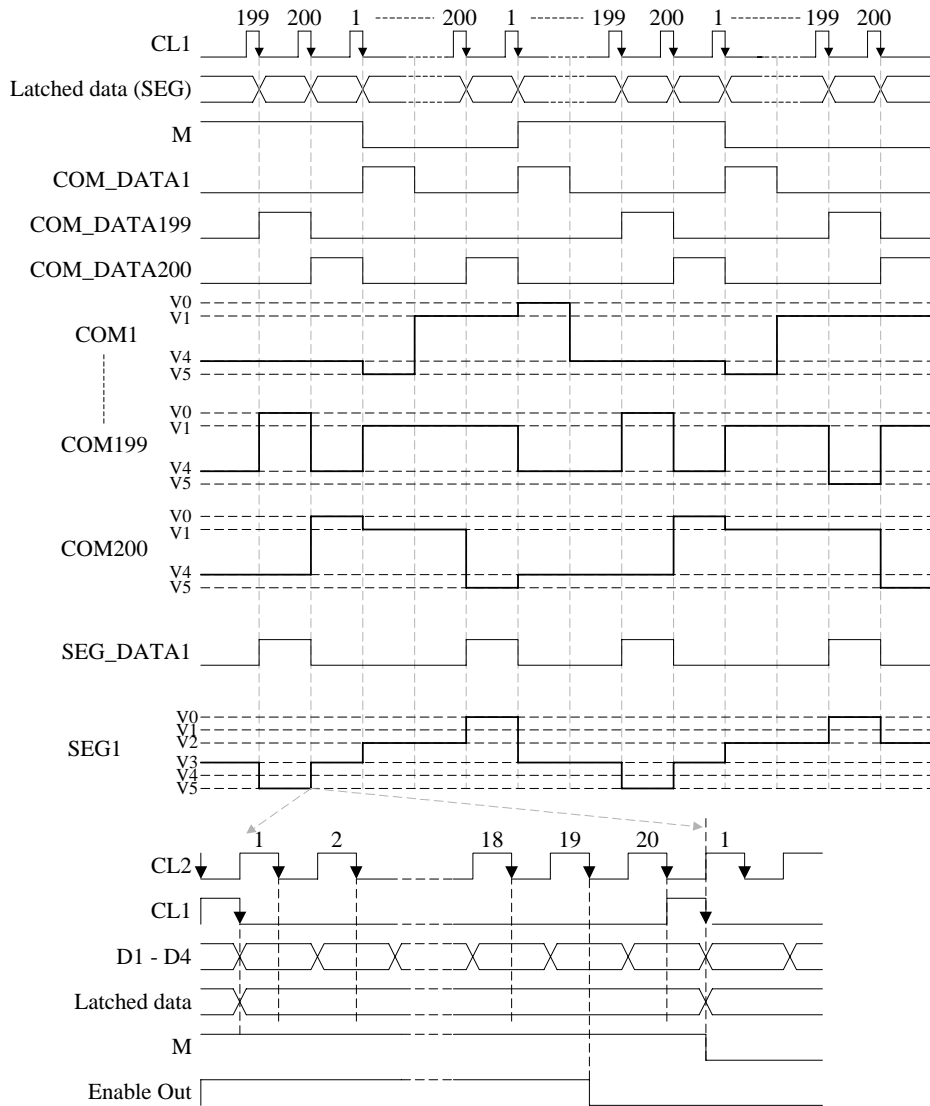 199 200 1 200 1 199 200 1 199 200
CL1
Latched data (SEG)
M
COM_DATA1
COM_DATA199
COM_DATA200
V0
V1
COM1
V4
V5
V0
V1
COM199
V4
V5
V0
V1
COM200
V4
V5
SEG_DATA1
V0
V1
V2
SEG1
V3
V4
V5
1 2 18 19 20 1
CL2
CL1
D1 - D4
Latched data
M
Enable Out